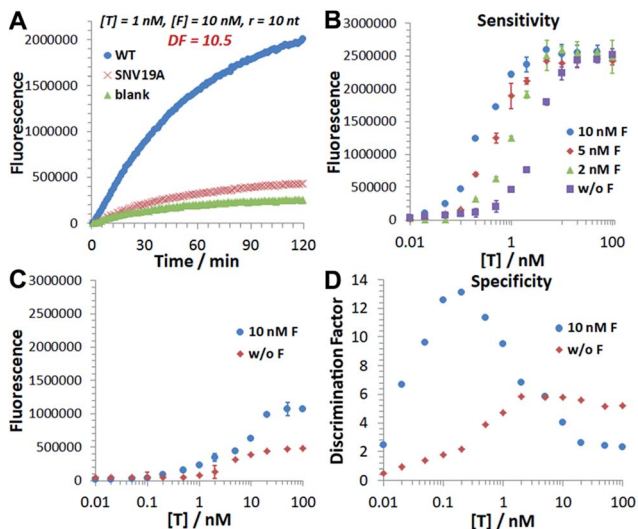 A
[T] = 1 nM, [F] = 10 nM, r = 10 nt
DF = 10.5
2000000
1500000
1000000
500000
0
Fluorescence
WT
SNV19A
blank
0 30 60 90 120
Time / min
B
Sensitivity
3000000
2500000
2000000
1500000
1000000
500000
0
Fluorescence
10 nM F
5 nM F
2 nM F
w/o F
0.01 1 100
[T] / nM
C
3000000
2500000
2000000
1500000
1000000
500000
0
Fluorescence
10 nM F
w/o F
0.01 0.1 1 10 100
[T] / nM
D
Specificity
14
12
10
8
6
4
2
0
Discrimination Factor
10 nM F
w/o F
0.01 0.1 1 10 100
[T] / nM